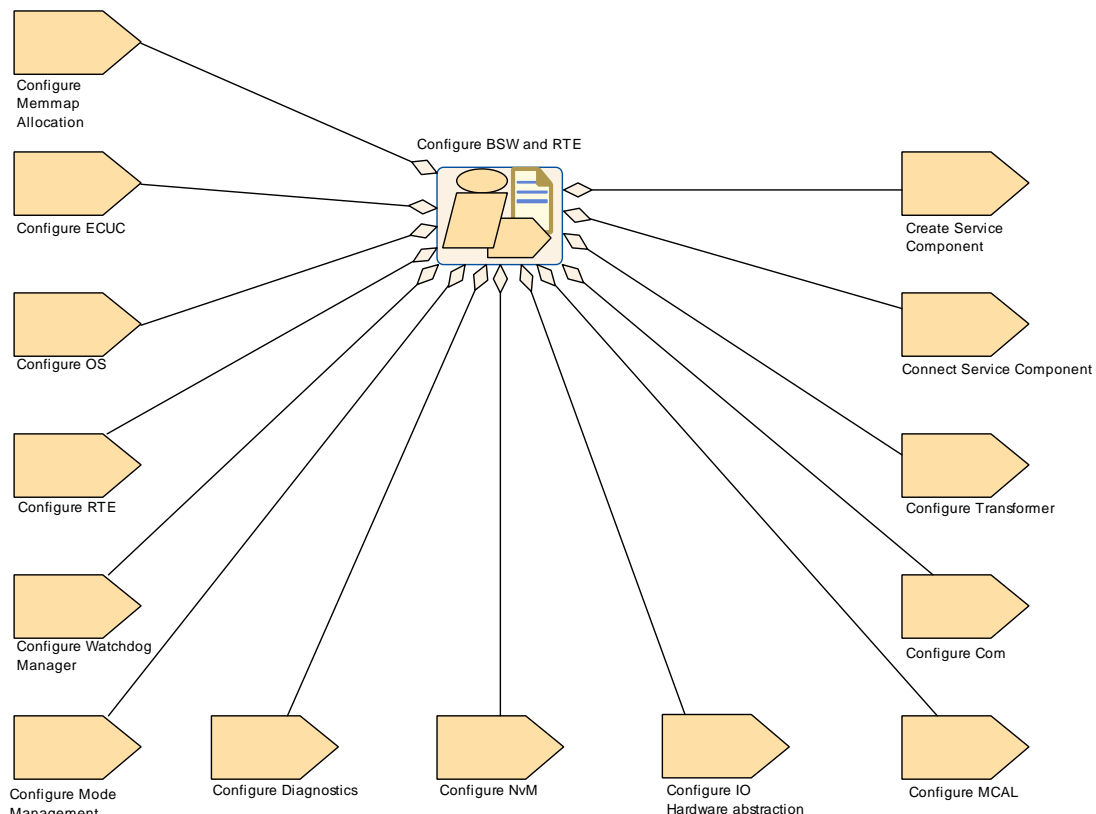 Configure
Memmap
Allocation
Configure BSW and RTE
Configure ECUC
Create Service
Component
Configure OS
Connect Service Component
Configure RTE
Configure Transformer
Configure Watchdog
Manager
Configure Com
Configure Mode
Management
Configure Diagnostics
Configure NvM
Configure IO
Hardware abstraction
Configure MCAL